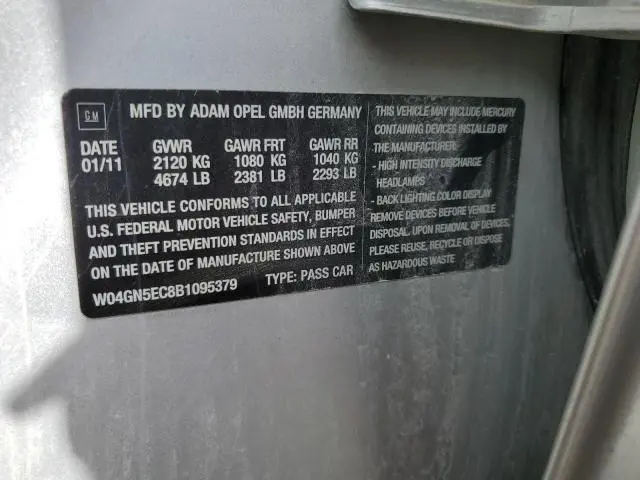 GM
MFD BY ADAM OPEL GMBH GERMANY
DATE GVWR GAWR FRT GAWR RR
01/11 2120 KG 1080 KG 1040 KG
4674 LB 2381 LB 2293 LB
THIS VEHICLE CONFORMS TO ALL APPLICABLE
U.S. FEDERAL MOTOR VEHICLE SAFETY, BUMPER
AND THEFT PREVENTION STANDARDS IN EFFECT
ON THE DATE OF MANUFACTURE SHOWN ABOVE
W04GN5EC8B1095379 TYPE: PASS CAR
THIS VEHICLE MAY INCLUDE MERCURY
CONTAINING DEVICES INSTALLED BY
THE MANUFACTURER:
- HIGH INTENSITY DISCHARGE
HEADLAMPS
- BACK LIGHTING COLOR DISPLAY
REMOVE DEVICES BEFORE VEHICLE
DISPOSAL. UPON REMOVAL OF DEVICES,
PLEASE REUSE, RECYCLE OR DISPOSE
AS HAZARDOUS WASTE